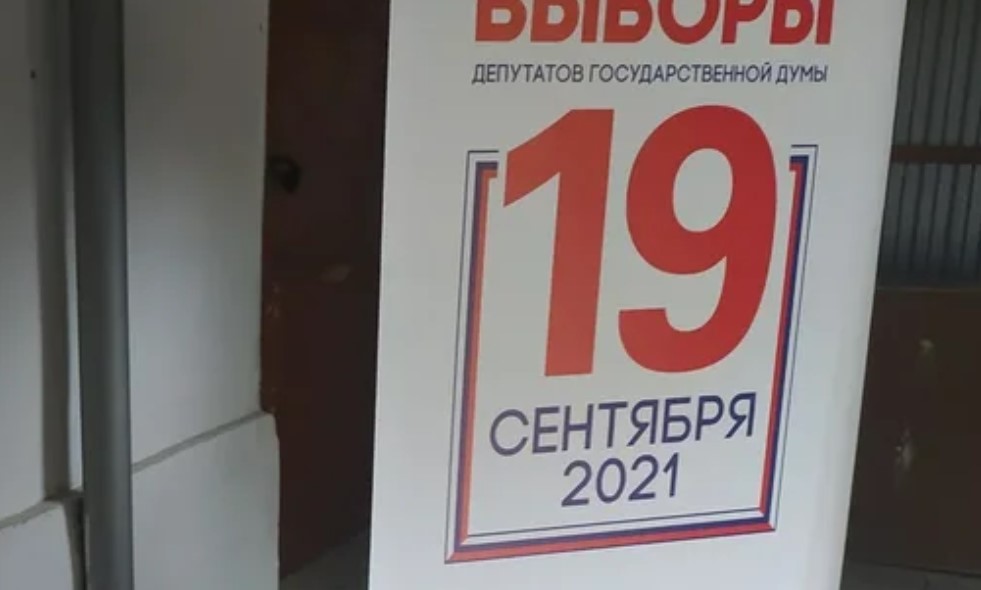 ВЫБОРЫ
ДЕПУТАТОВ ГОСУДАРСТВЕННОЙ ДУМЫ
19
СЕНТЯБРЯ
2021